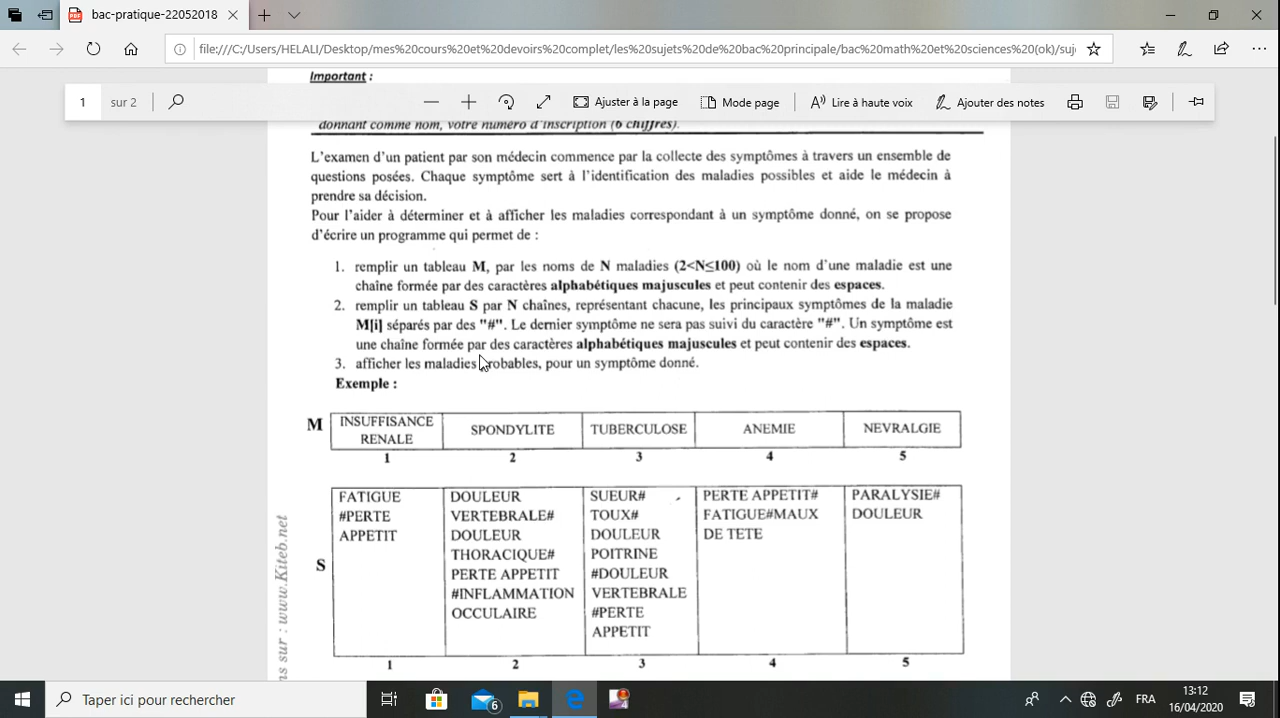 bac-pratique-22052018
file:///C:/Users/HELALI/Desktop/mes%20cours%20et%20devoirs%20complet/les%20sujets%20de%20bac%20principale/bac%20math%20et%20sciences%20(ok)/suj
Important :
1 sur 2 Ajuster à la page Mode page Lire à haute voix Ajouter des notes
donnant comme nom, votre numéro d'inscription (6 chiffres).
L'examen d'un patient par son médecin commence par la collecte des symptômes à travers un ensemble de
questions posées. Chaque symptôme sert à l'identification des maladies possibles et aide le médecin à
prendre sa décision.
Pour l'aider à déterminer et à afficher les maladies correspondant à un symptôme donné, on se propose
d'écrire un programme qui permet de :
1. remplir un tableau M, par les noms de N maladies (2<N≤100) où le nom d'une maladie est une
chaîne formée par des caractères alphabétiques majuscules et peut contenir des espaces.
2. remplir un tableau S par N chaînes, représentant chacune, les principaux symptômes de la maladie
M[i] séparés par des "#". Le dernier symptôme ne sera pas suivi du caractère "#". Un symptôme est
une chaîne formée par des caractères alphabétiques majuscules et peut contenir des espaces.
3. afficher les maladies probables, pour un symptôme donné.
Exemple :
M
INSUFFISANCE
RENALE
SPONDYLITE
TUBERCULOSE
ANEMIE
NEVRALGIE
1 2 3 4 5
S
FATIGUE
#PERTE
APPETIT
DOULEUR
VERTEBRALE#
DOULEUR
THORACIQUE#
PERTE APPETIT
#INFLAMMATION
OCCULAIRE
SUEUR#
TOUX#
DOULEUR
POITRINE
#DOULEUR
VERTEBRALE
#PERTE
APPETIT
PERTE APPETIT#
FATIGUE#MAUX
DE TETE
PARALYSIE#
DOULEUR
1 2 3 4 5
ns sur : www.Kiteb.net
Taper ici pour rechercher
6
FRA
13:12
16/04/2020